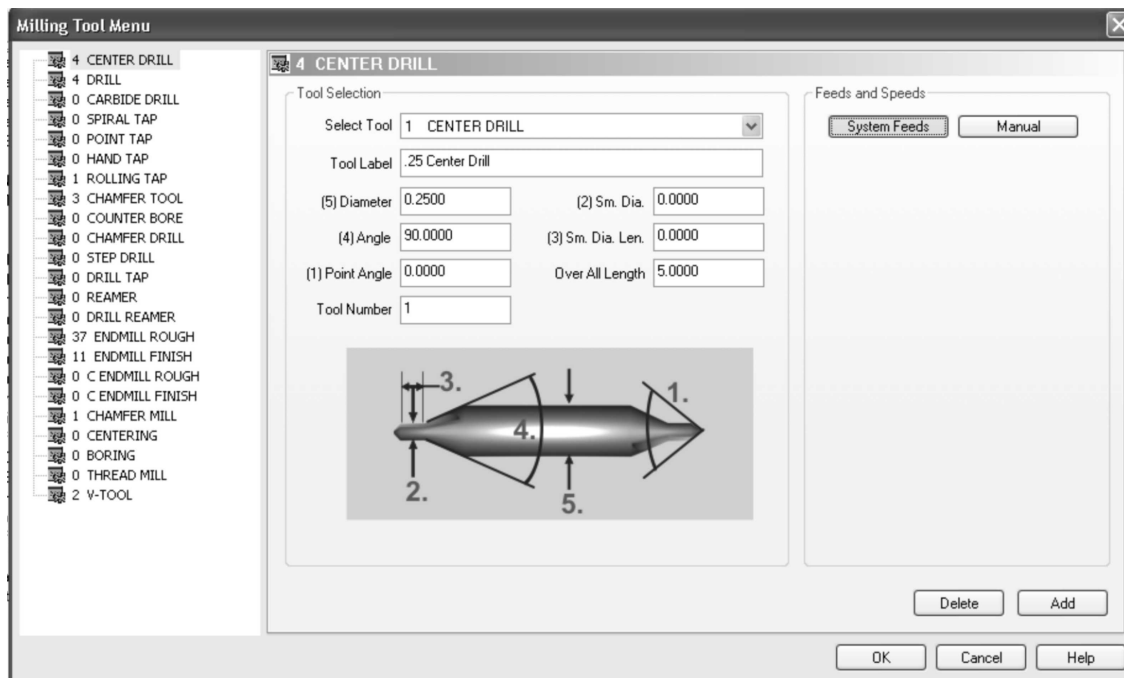 Milling Tool Menu
4 CENTER DRILL
4 DRILL
0 CARBIDE DRILL
0 SPIRAL TAP
0 POINT TAP
0 HAND TAP
1 ROLLING TAP
3 CHAMFER TOOL
0 COUNTER BORE
0 CHAMFER DRILL
0 STEP DRILL
0 DRILL TAP
0 REAMER
0 DRILL REAMER
37 ENDMILL ROUGH
11 ENDMILL FINISH
0 C ENDMILL ROUGH
0 C ENDMILL FINISH
1 CHAMFER MILL
0 CENTERING
0 BORING
0 THREAD MILL
2 V-TOOL
4 CENTER DRILL
Tool Selection
Select Tool 1 CENTER DRILL
Tool Label .25 Center Drill
(5) Diameter 0.2500 (2) Sm. Dia. 0.0000
(4) Angle 90.0000 (3) Sm. Dia. Len. 0.0000
(1) Point Angle 0.0000 Over All Length 5.0000
Tool Number 1
3. 1.
4.
2. 5.
Feeds and Speeds
System Feeds Manual
Delete Add
OK Cancel Help